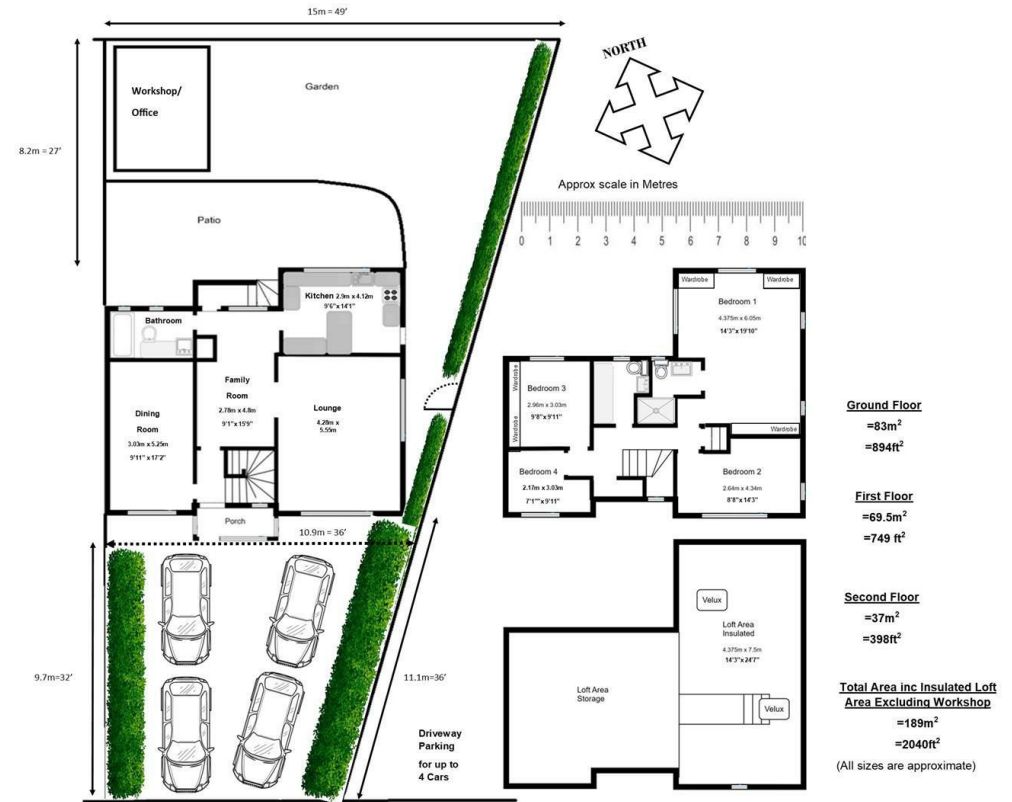 15m = 49'
NORTH
Garden
Workshop/
Office
8.2m = 27'
Approx scale in Metres
0 1 2 3 4 5 6 7 8 9 10
Patio
Kitchen 2.9m x 4.12m
9'6" x 14'1"
Bathroom
Family
Room
2.78m x 4.8m
9'1" x 15'9"
Dining
Room
3.03m x 5.25m
9'11" x 17'2"
Lounge
4.28m x
5.55m
Porch
10.9m = 36'
9.7m=32'
11.1m=36'
Driveway
Parking
for up to
4 Cars
Wardrobe
Wardrobe
Bedroom 1
4.375m x 6.05m
14'3" x 19'10"
Wardrobe
Wardrobe
Bedroom 3
2.96m x 3.03m
9'8" x 9'11"
Wardrobe
Bedroom 4
2.17m x 3.03m
7'1"" x 9'11"
Bedroom 2
2.64m x 4.34m
8'8" x 14'3"
Velux
Loft Area
Insulated
4.375m x 7.5m
14'3" x 24'7"
Loft Area
Storage
Velux
Ground Floor
=83m²
=894ft²
First Floor
=69.5m²
=749 ft²
Second Floor
=37m²
=398ft²
Total Area inc Insulated Loft
Area Excluding Workshop
=189m²
=2040ft²
(All sizes are approximate)